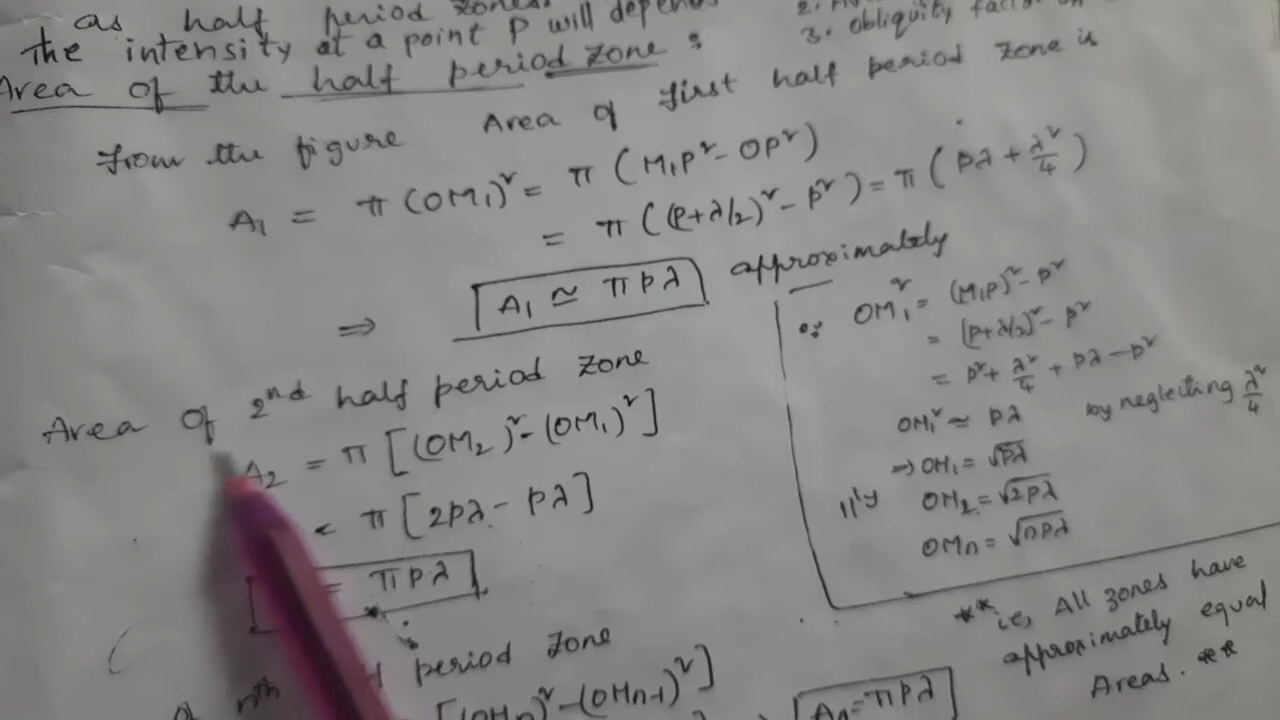 as half period zones.
the intensity at a point P will depend
3. obliquity factor
Area of the half period zone :
From the figure Area of first half period zone is
A₁ = π(OM₁)² = π(M₁P² - OP²)
= π((p+λ/2)² - p²) = π(pλ + λ²/4)
⇒ A₁ ≃ πpλ approximately
∵ OM₁² = (M₁P)² - p²
= (p+λ/2)² - p²
= p² + λ²/4 + pλ - p²
OM₁² ≃ pλ by neglecting λ²/4
⇒ OM₁ = √pλ
|||ly OM₂ = √2pλ
OMn = √npλ
Area of 2nd half period zone
A₂ = π[(OM₂)² - (OM₁)²]
= π[2pλ - pλ]
= πpλ
** i.e, All zones have
approximately equal
Areas. **
nth period zone
[(OMn)² - (OMn-1)²]
An = πpλ